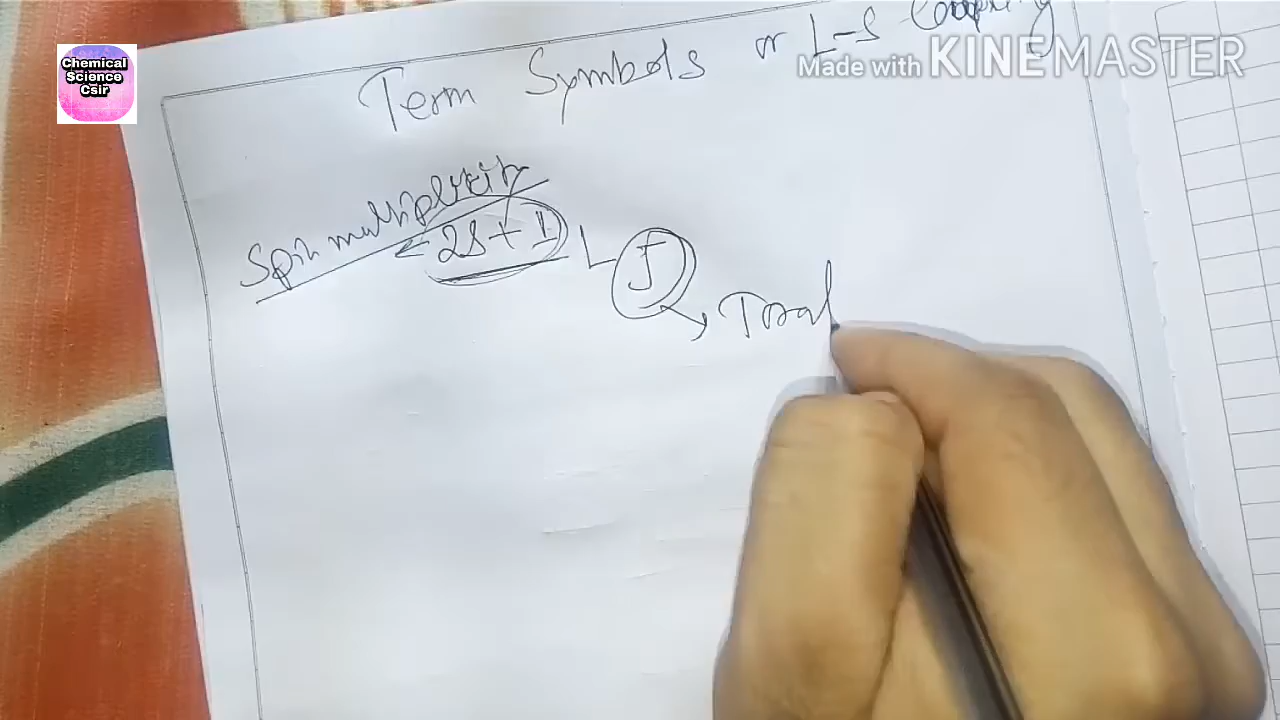 Chemical
Science
Csir
Made with KINEMASTER
Term Symbols or L-S Coupling
Spin multiplicity
2S+1 L J
Total